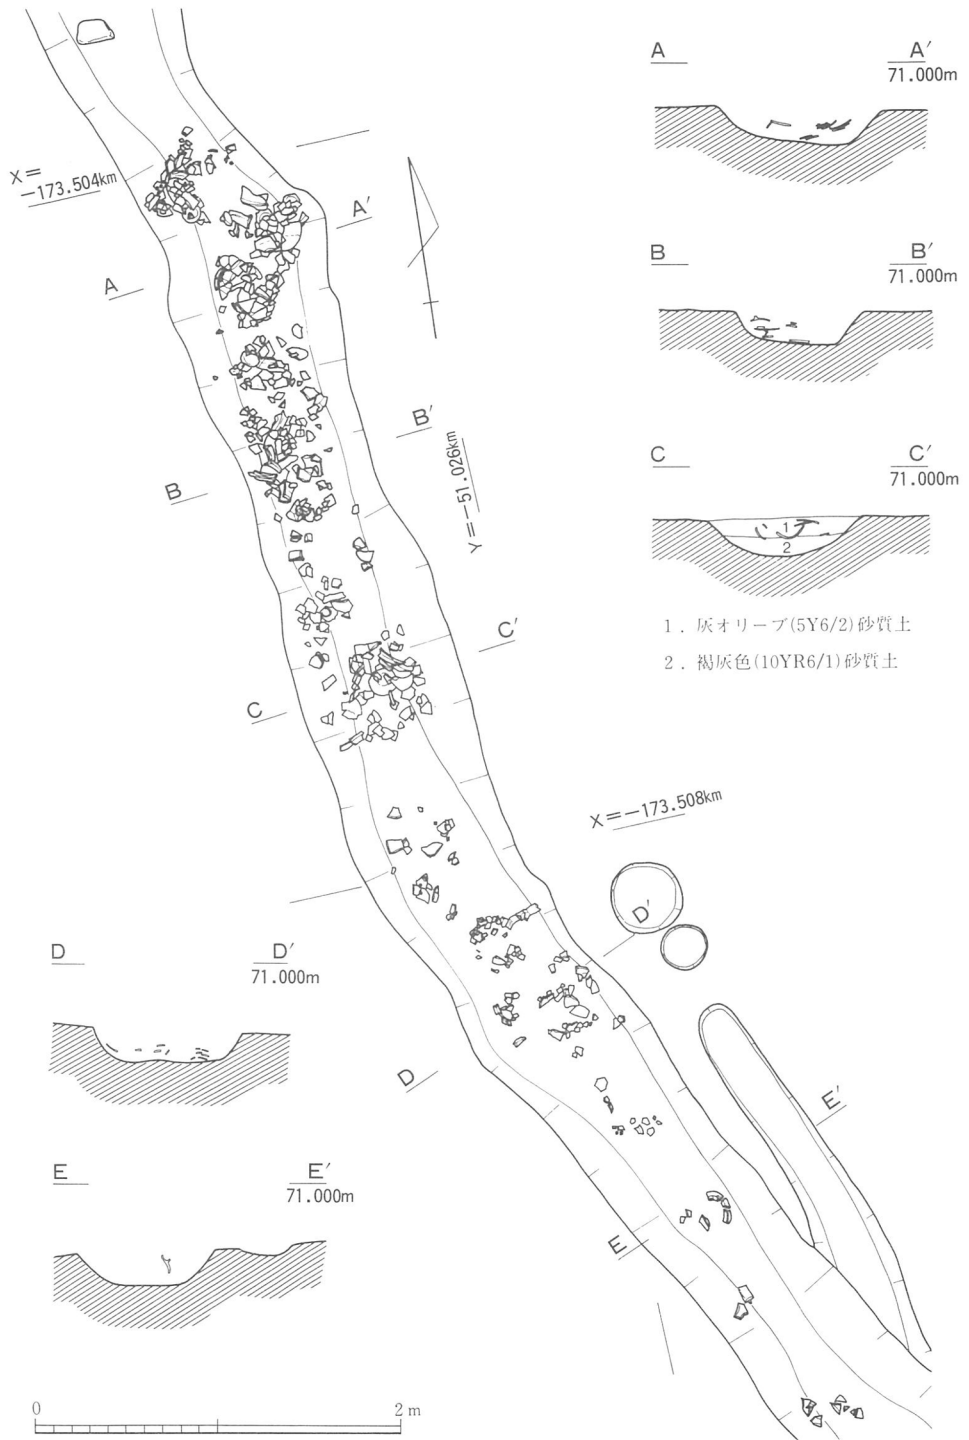 A A′
71.000m
X=
-173.504km
A′
A
B B′
71.000m
B′
Y=-51.026km
B
C C′
71.000m
1
2
1．灰オリーブ(5Y6/2)砂質土
2．褐灰色(10YR6/1)砂質土
C′
C
X=-173.508km
D′
D D′
71.000m
D
E′
E E′
71.000m
E
0 2m